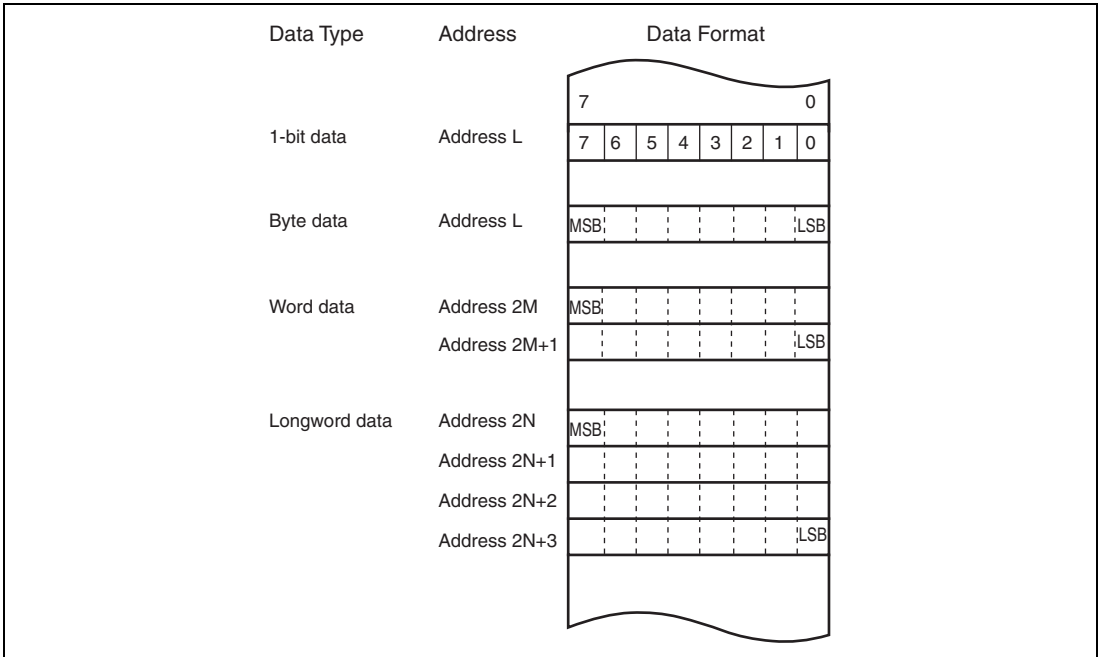 Data Type Address Data Format
7 0
1-bit data Address L 7 6 5 4 3 2 1 0
Byte data Address L MSB LSB
Word data Address 2M MSB
Address 2M+1 LSB
Longword data Address 2N MSB
Address 2N+1
Address 2N+2
Address 2N+3 LSB